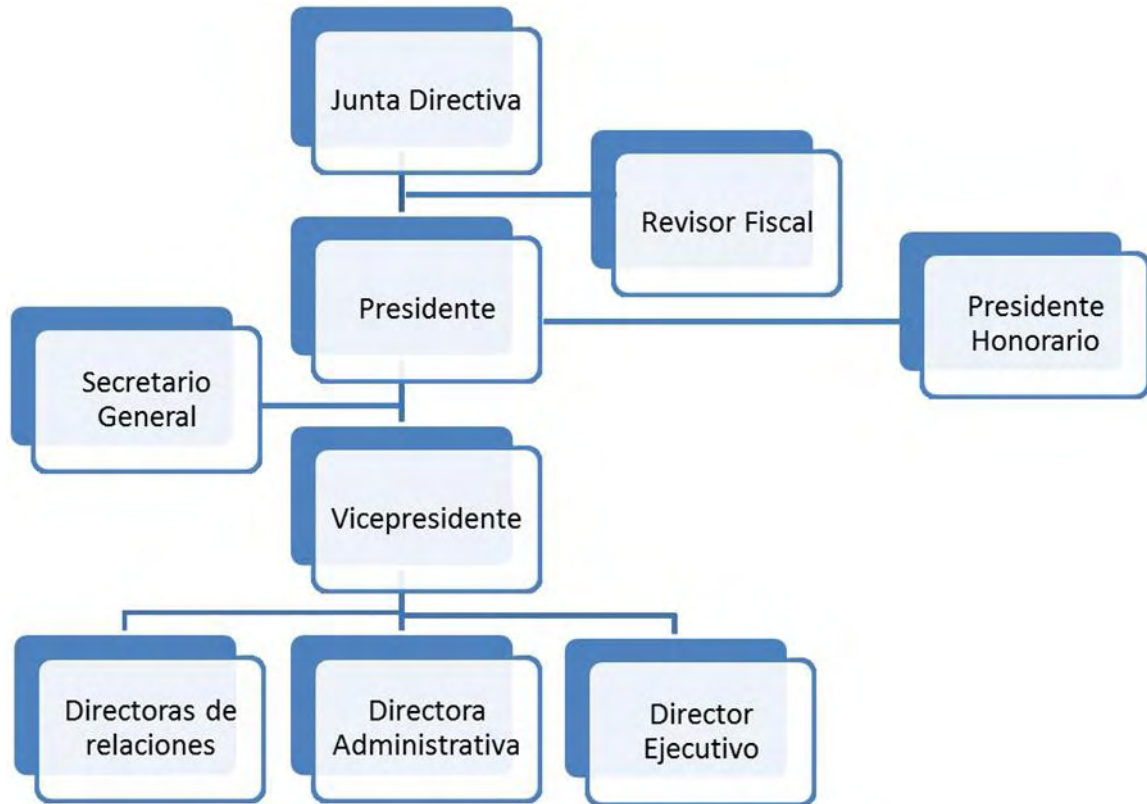 Junta Directiva
Revisor Fiscal
Presidente
Presidente
Honorario
Secretario
General
Vicepresidente
Directoras de
relaciones
Directora
Administrativa
Director
Ejecutivo